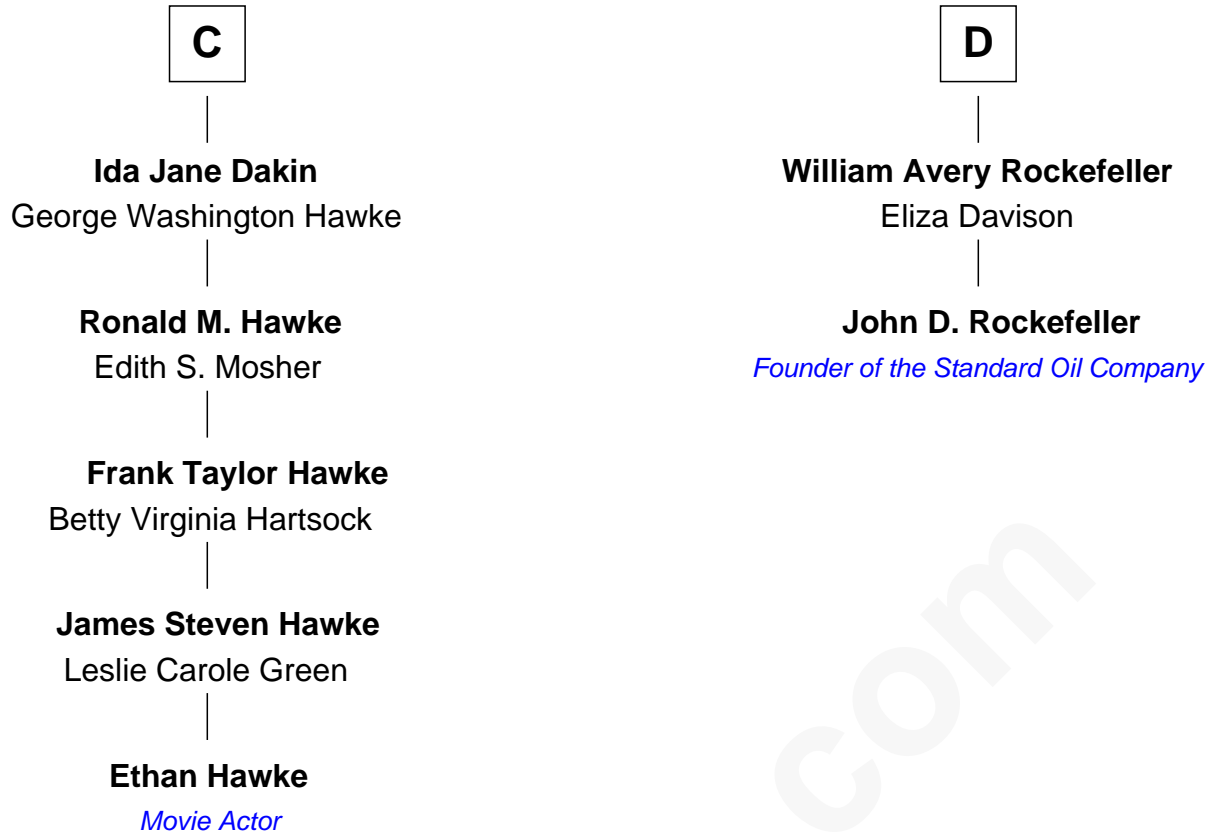 C
Ida Jane Dakin
George Washington Hawke
Ronald M. Hawke
Edith S. Mosher
Frank Taylor Hawke
Betty Virginia Hartsock
James Steven Hawke
Leslie Carole Green
Ethan Hawke
Movie Actor
D
William Avery Rockefeller
Eliza Davison
John D. Rockefeller
Founder of the Standard Oil Company
com